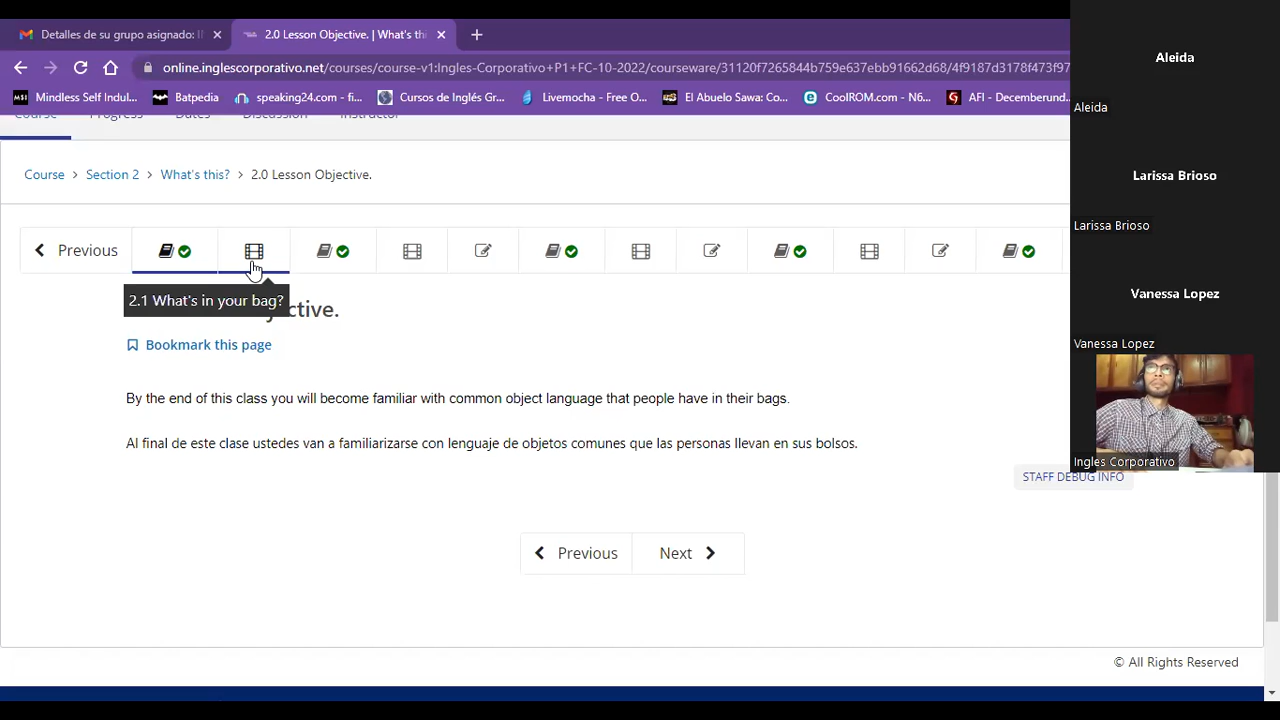 Detalles de su grupo asignado: I
2.0 Lesson Objective. | What's thi
Aleida
online.inglescorporativo.net/courses/course-v1:Ingles-Corporativo+P1+FC-10-2022/courseware/31120f7265844b759e637ebb91662d68/4f9187d3178f473f97
Mindless Self Indul...
Batpedia
speaking24.com - fi...
Cursos de Inglés Gr...
Livemocha - Free O...
El Abuelo Sawa: Co...
CoolROM.com - N6...
AFI - Decemberund...
Aleida
Course
Progress
Dates
Discussion
Instructor
Course > Section 2 > What's this? > 2.0 Lesson Objective.
Larissa Brioso
Larissa Brioso
Previous
2.1 What's in your bag?
jective.
Vanessa Lopez
Vanessa Lopez
Bookmark this page
By the end of this class you will become familiar with common object language that people have in their bags.
Al final de este clase ustedes van a familiarizarse con lenguaje de objetos comunes que las personas llevan en sus bolsos.
Ingles Corporativo
STAFF DEBUG INFO
Previous
Next
© All Rights Reserved